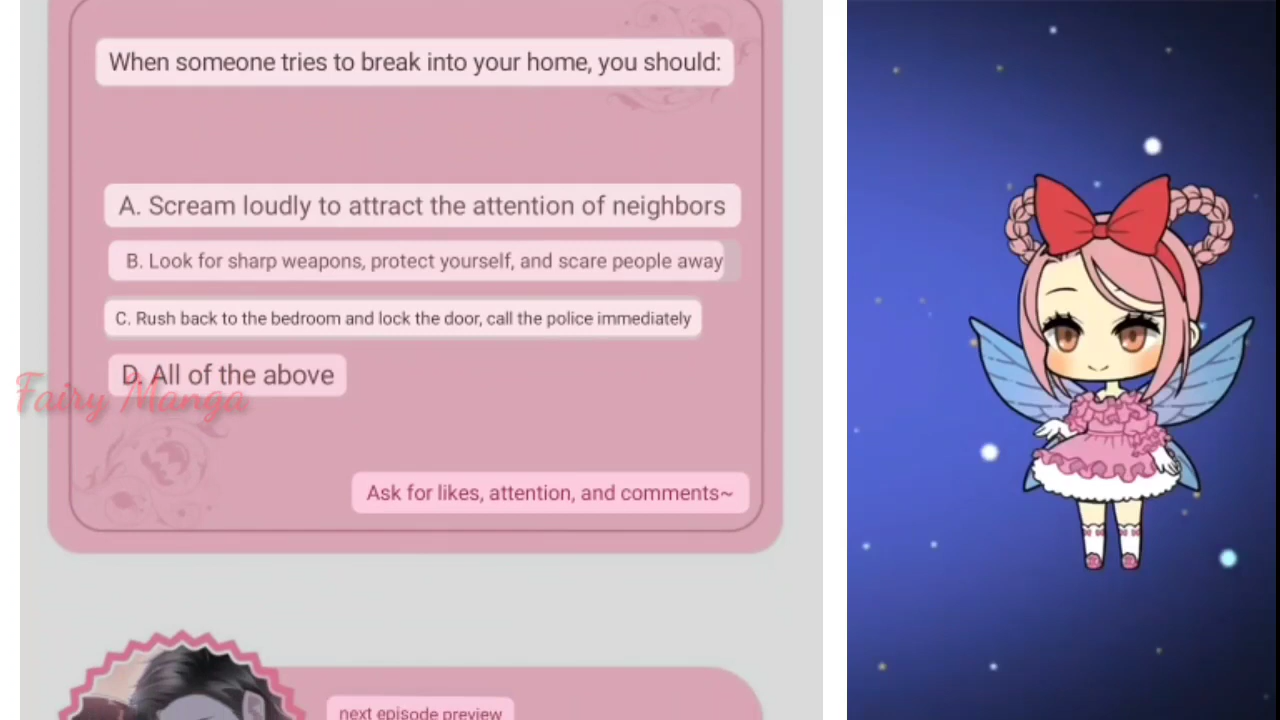 When someone tries to break into your home, you should:
A. Scream loudly to attract the attention of neighbors
B. Look for sharp weapons, protect yourself, and scare people away
C. Rush back to the bedroom and lock the door, call the police immediately
D. All of the above
Fairy Manga
Ask for likes, attention, and comments~
next episode preview